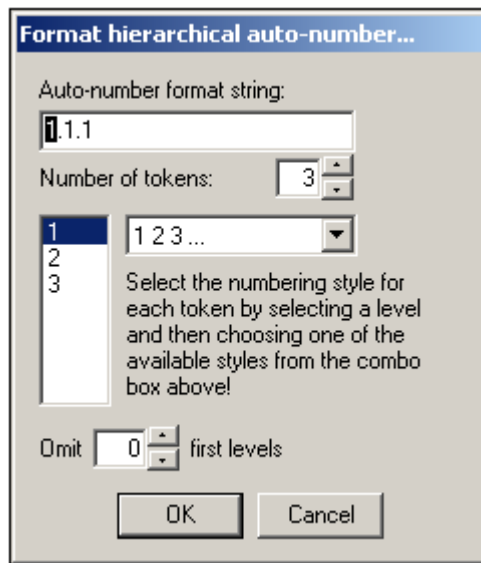 Format hierarchical auto-number...
Auto-number format string:
1.1.1
Number of tokens: 3
1 1 2 3 ...
2
3
Select the numbering style for
each token by selecting a level
and then choosing one of the
available styles from the combo
box above!
Omit 0 first levels
OK Cancel